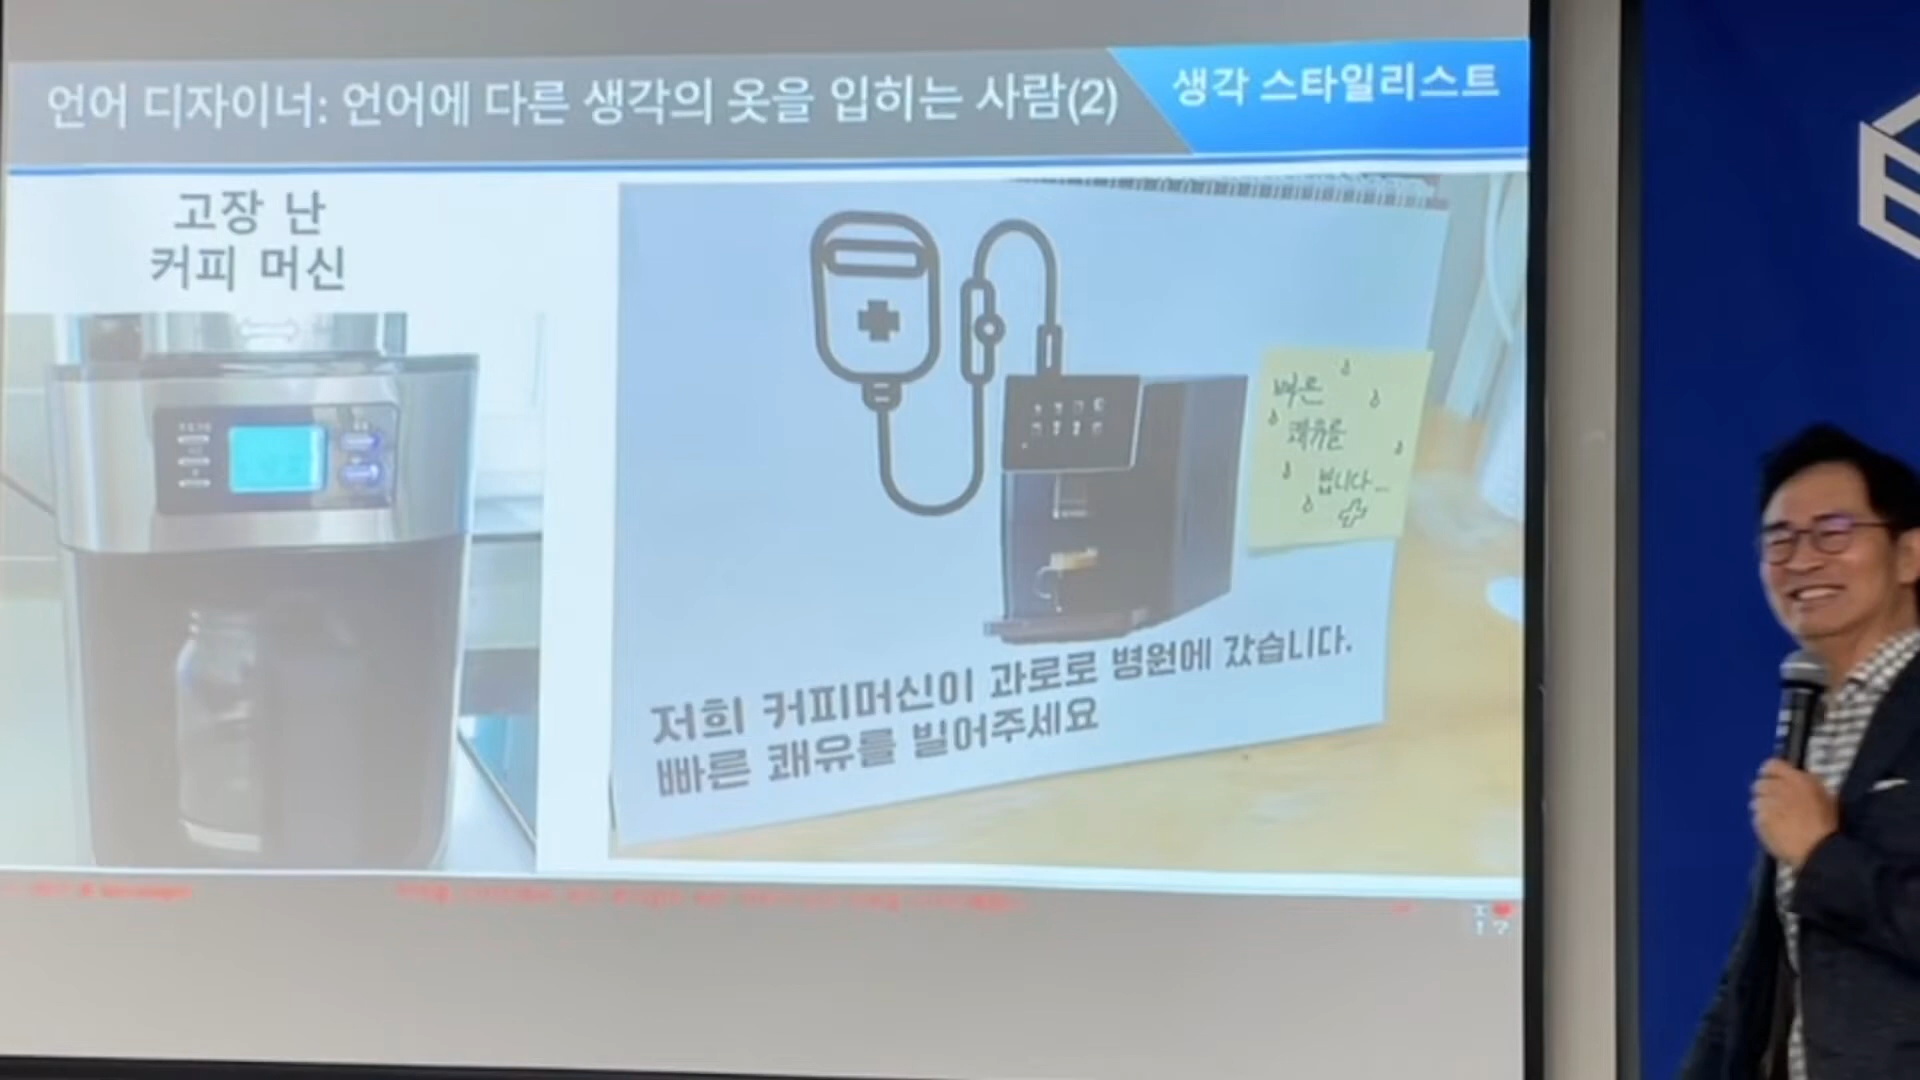 언어 디자이너: 언어에 다른 생각의 옷을 입히는 사람(2)
생각 스타일리스트
고장 난
커피 머신
빠른
쾌유를
빕니다...
저희 커피머신이 과로로 병원에 갔습니다.
빠른 쾌유를 빌어주세요